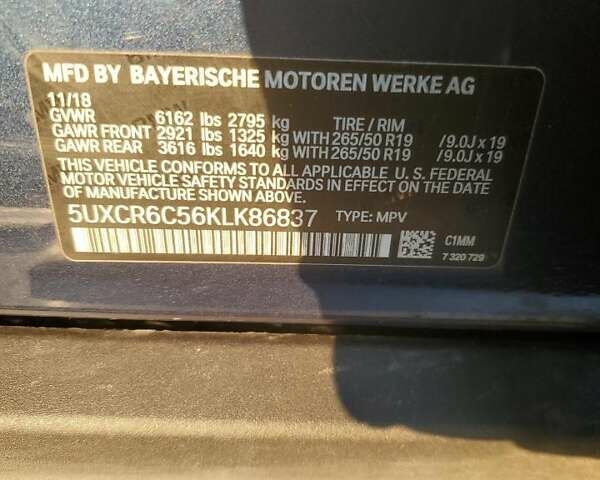 MFD BY BAYERISCHE MOTOREN WERKE AG
11/18
GVWR 6162 lbs 2795 kg TIRE / RIM
GAWR FRONT 2921 lbs 1325 kg WITH 265/50 R19 /9.0J x 19
GAWR REAR 3616 lbs 1640 kg WITH 265/50 R19 /9.0J x 19
THIS VEHICLE CONFORMS TO ALL APPLICABLE U. S. FEDERAL
MOTOR VEHICLE SAFETY STANDARDS IN EFFECT ON THE DATE
OF MANUFACTURE SHOWN ABOVE.
5UXCR6C56KLK86837 TYPE: MPV
C1MM
7 320 729